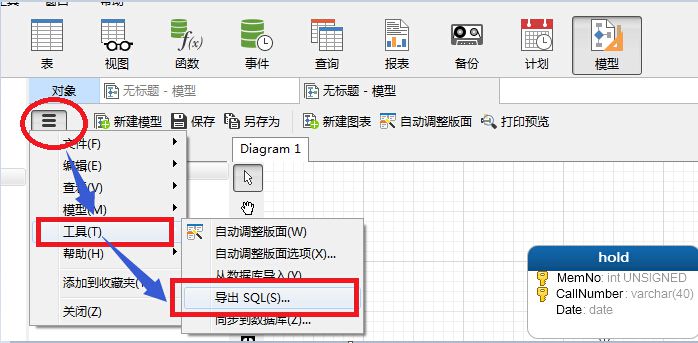 窗口
帮助
表
视图
函数
事件
查询
报表
备份
计划
模型
对象
无标题 - 模型
无标题 - 模型
新建模型
保存
另存为
新建图表
自动调整版面
打印预览
文件(F)
编辑(E)
查看(V)
模型(M)
工具(T)
帮助(H)
添加到收藏夹(
关闭(Z)
Diagram 1
自动调整版面(W)
自动调整版面选项(X)...
从数据库导入(Y)...
导出 SQL(S)...
同步到数据库(Z)...
hold
MemNo: int UNSIGNED
CallNumber: varchar(40)
Date: date